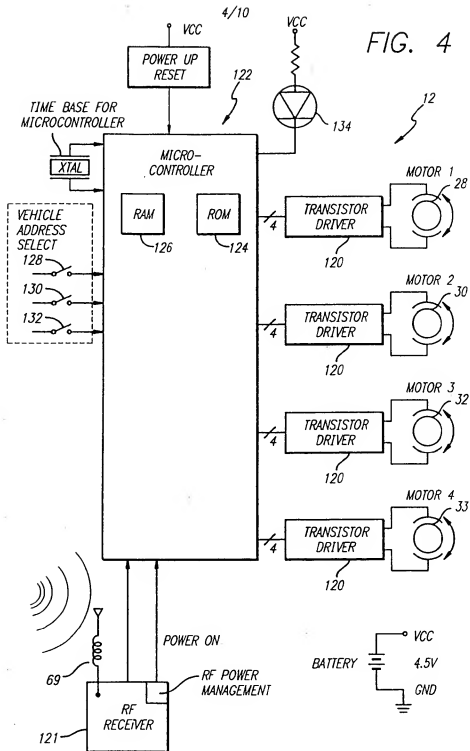 4/10
FIG. 4
VCC
POWER UP
RESET
VCC
122
134
12
TIME BASE FOR
MICROCONTROLLER
XTAL
MICRO-
CONTROLLER
RAM
126
ROM
124
VEHICLE
ADDRESS
SELECT
128
130
132
4
TRANSISTOR
DRIVER
120
MOTOR 1
28
4
TRANSISTOR
DRIVER
120
MOTOR 2
30
4
TRANSISTOR
DRIVER
120
MOTOR 3
32
4
TRANSISTOR
DRIVER
120
MOTOR 4
33
69
POWER ON
RF POWER
MANAGEMENT
RF
RECEIVER
121
BATTERY
VCC
4.5V
GND